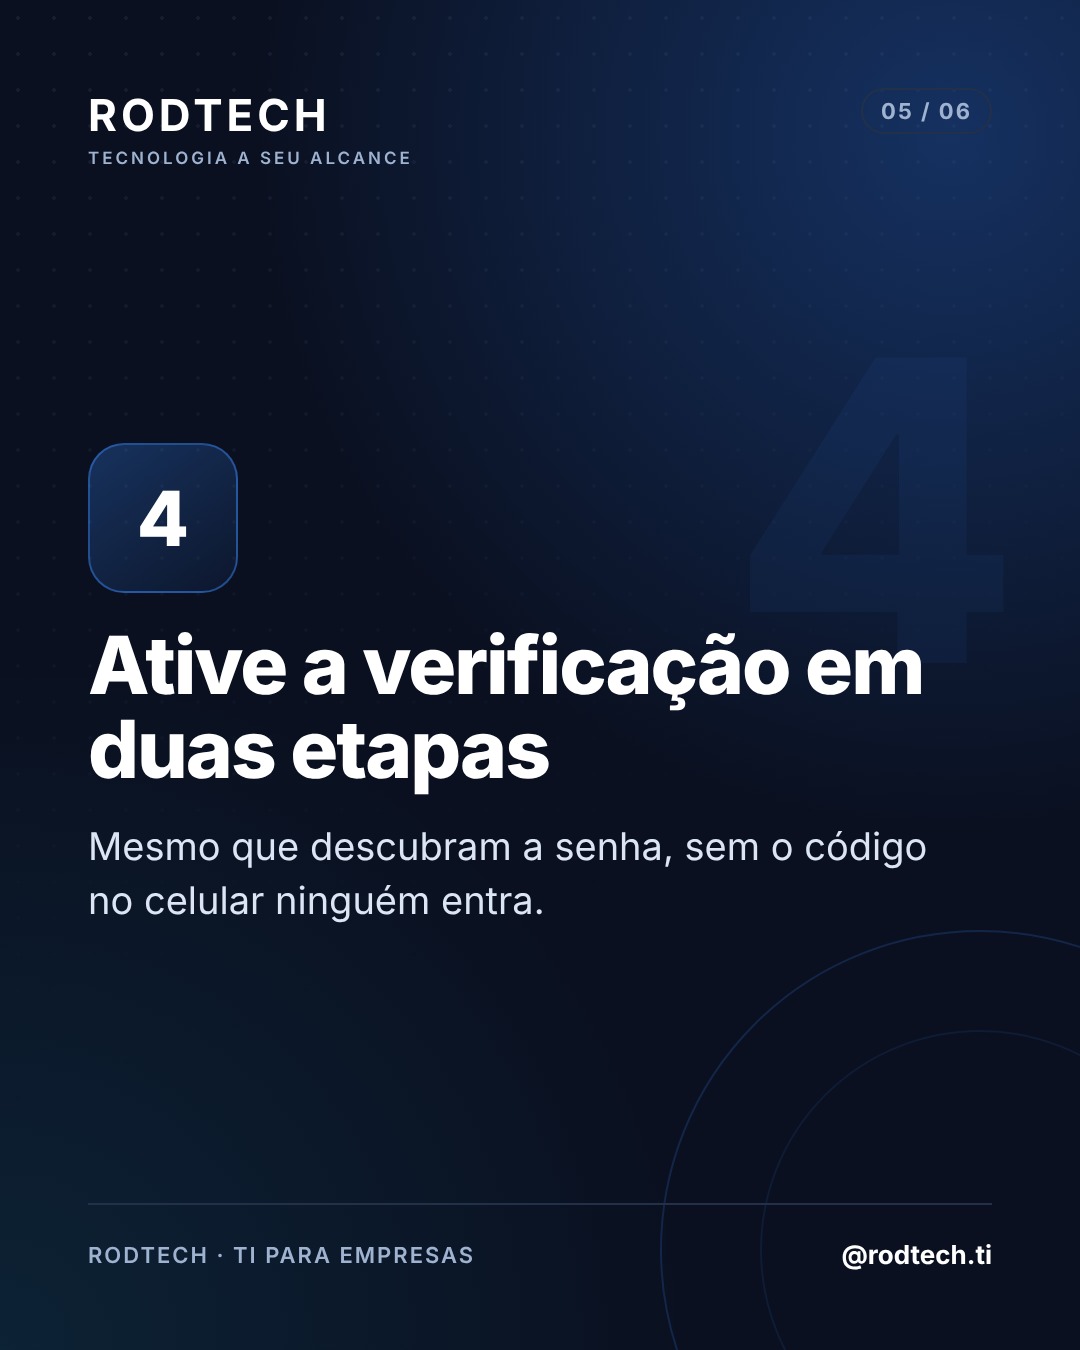 RODTECH
TECNOLOGIA A SEU ALCANCE
05 / 06
4
4
Ative a verificação em
duas etapas
Mesmo que descubram a senha, sem o código
no celular ninguém entra.
RODTECH · TI PARA EMPRESAS
@rodtech.ti